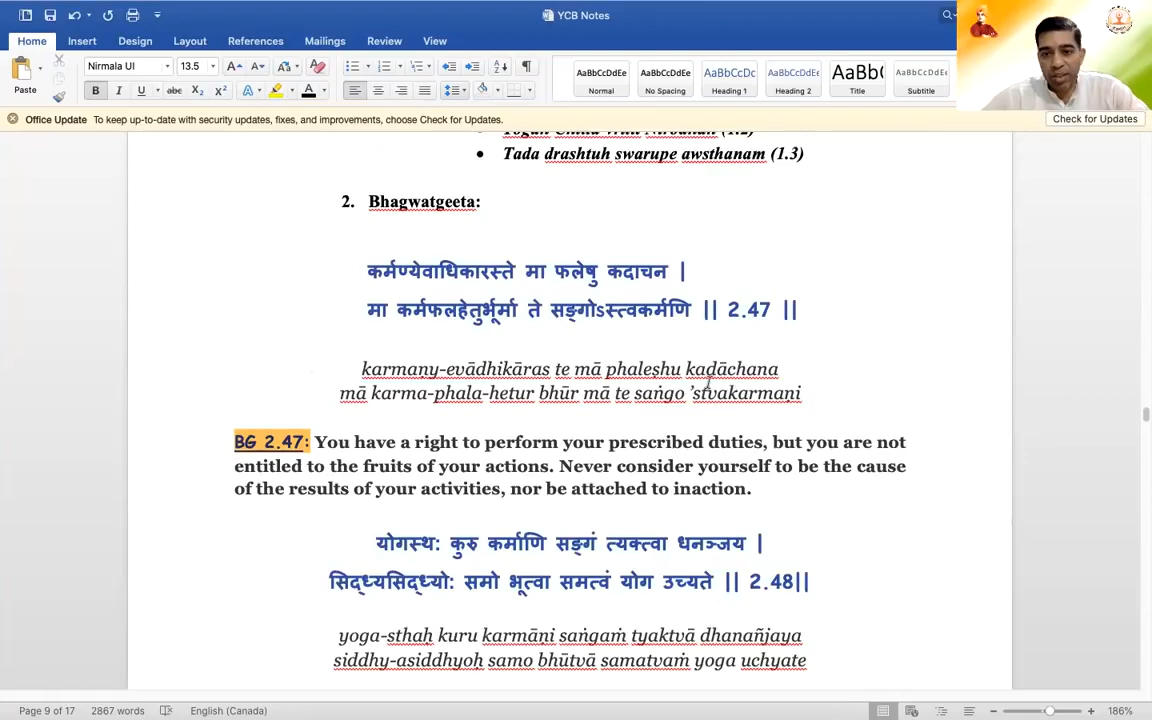 YCB Notes
Home Insert Design Layout References Mailings Review View
Paste
Nirmala UI 13.5
B I U abc X₂ X² A A
AaBbCcDdEe AaBbCcDdEe AaBbCcDc AaBbCcDdEe AaBb( AaBbCcDdEe
Normal No Spacing Heading 1 Heading 2 Title Subtitle
Office Update To keep up-to-date with security updates, fixes, and improvements, choose Check for Updates. Check for Updates
(1.2)
• Tada drashtuh swarupe awsthanam (1.3)
2. Bhagwatgeeta:
कर्मण्येवाधिकारस्ते मा फलेषु कदाचन |
मा कर्मफलहेतुर्भूर्मा ते सङ्गोऽस्त्वकर्मणि || 2.47 ||
karmaṇy-evādhikāras te mā phaleṣhu kadāchana
mā karma-phala-hetur bhūr mā te saṅgo ’stvakarmaṇi
BG 2.47: You have a right to perform your prescribed duties, but you are not
entitled to the fruits of your actions. Never consider yourself to be the cause
of the results of your activities, nor be attached to inaction.
योगस्थ: कुरु कर्माणि सङ्गं त्यक्त्वा धनञ्जय |
सिद्ध्यसिद्ध्यो: समो भूत्वा समत्वं योग उच्यते || 2.48||
yoga-sthaḥ kuru karmāṇi saṅgaṁ tyaktvā dhanañjaya
siddhy-asiddhyoḥ samo bhūtvā samatvaṁ yoga uchyate
Page 9 of 17 2867 words English (Canada) 186%